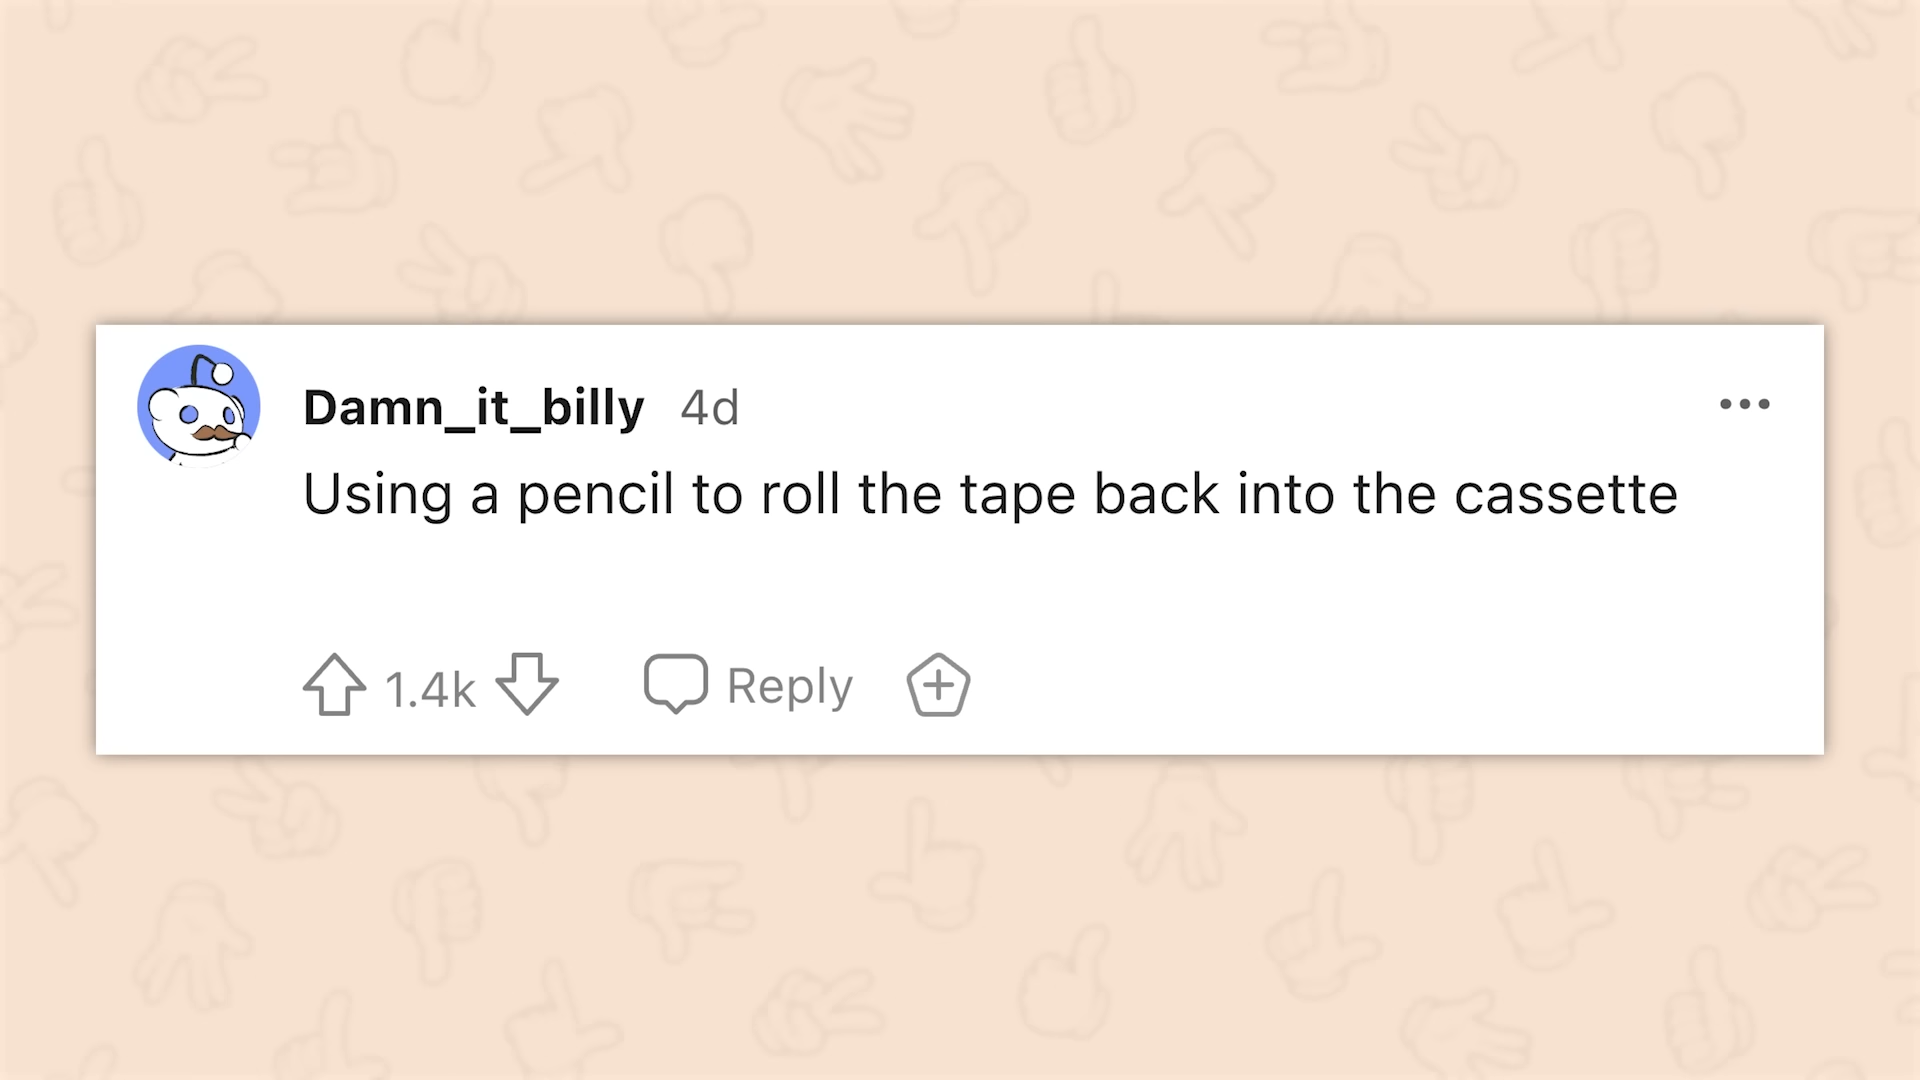 Damn_it_billy 4d
Using a pencil to roll the tape back into the cassette
1.4k Reply